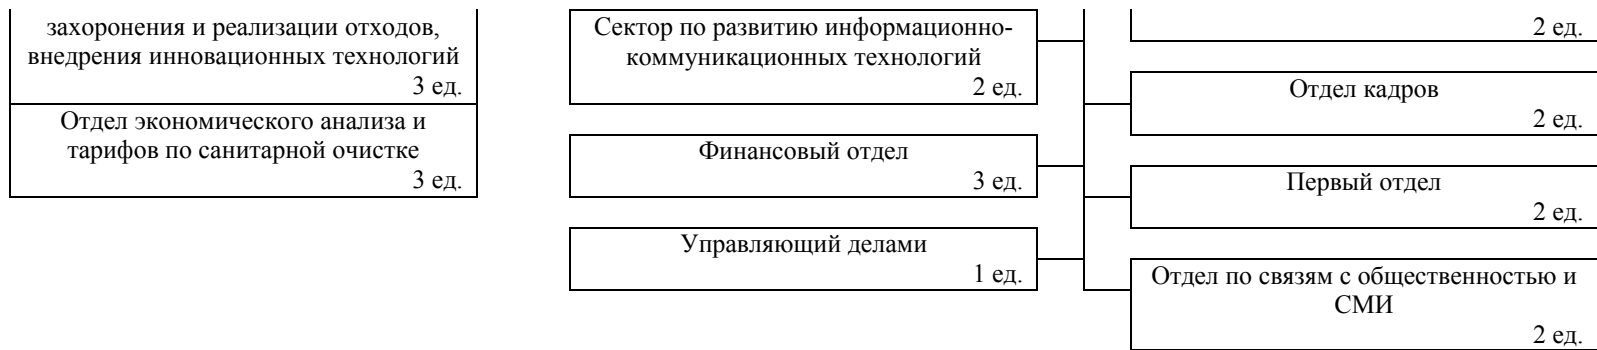 захоронения и реализации отходов,
внедрения инновационных технологий
3 ед.
Отдел экономического анализа и
тарифов по санитарной очистке
3 ед.
Сектор по развитию информационно-
коммуникационных технологий
2 ед.
Финансовый отдел
3 ед.
Управляющий делами
1 ед.
2 ед.
Отдел кадров
2 ед.
Первый отдел
2 ед.
Отдел по связям с общественностью и
СМИ
2 ед.